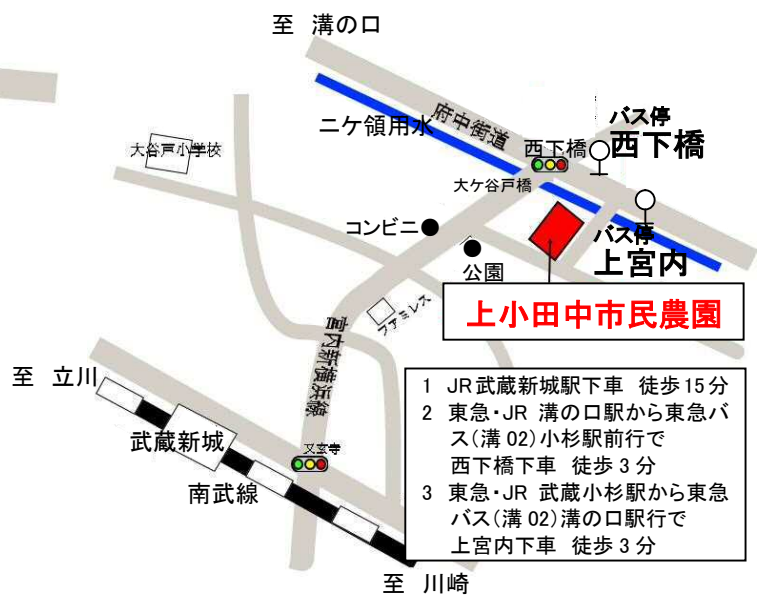 至 溝の口
府中街道
バス停
西下橋
ニケ領用水
西下橋
大谷戸小学校
大ケ谷戸橋
コンビニ
公園
バス停
上宮内
上小田中市民農園
ファミレス
宮内新横浜線
至 立川
武蔵新城
又玄寺
南武線
至 川崎
1 JR武蔵新城駅下車 徒歩15分
2 東急・JR 溝の口駅から東急バ
ス(溝02)小杉駅前行で
西下橋下車 徒歩3分
3 東急・JR 武蔵小杉駅から東急
バス(溝02)溝の口駅行で
上宮内下車 徒歩3分